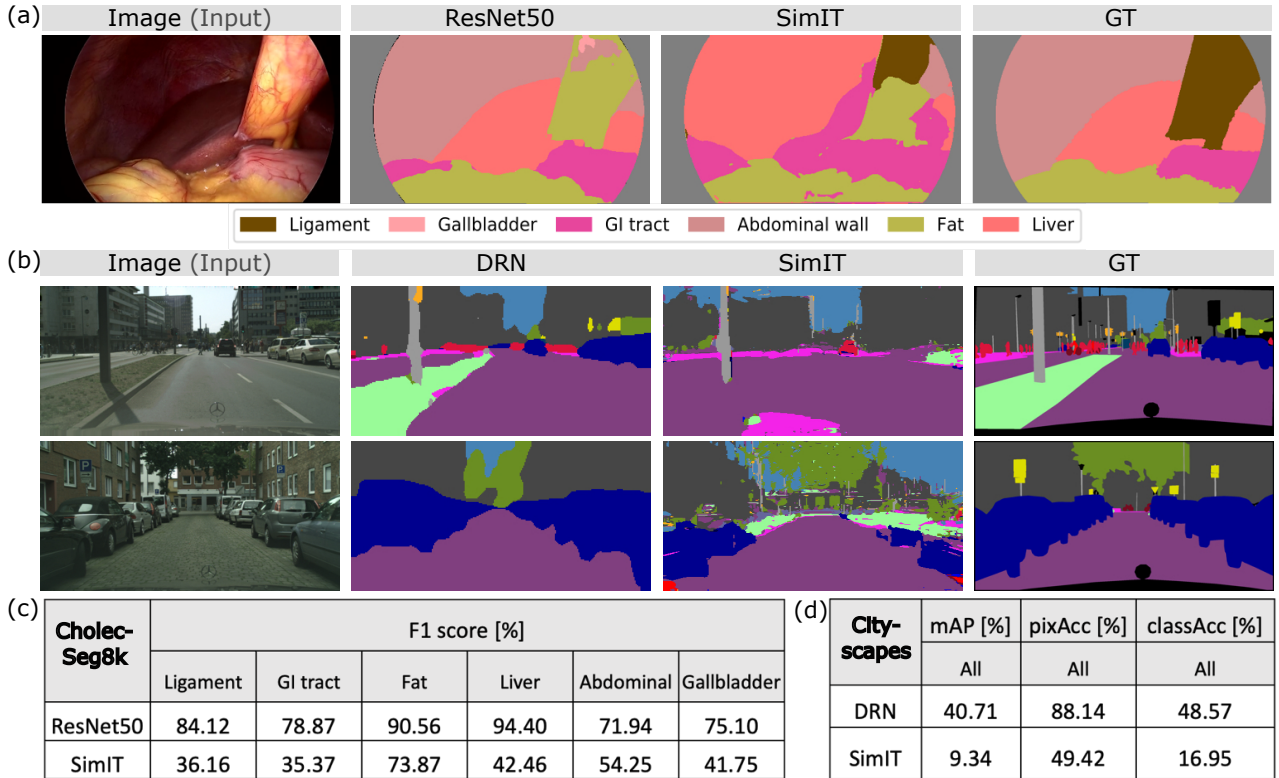 (a)
Image (Input) ResNet50 SimIT GT
Ligament Gallbladder GI tract Abdominal wall Fat Liver
(b)
Image (Input) DRN SimIT GT
P
P
(c)
Cholec-
Seg8k
F1 score [%]
Ligament GI tract Fat Liver Abdominal Gallbladder
ResNet50 84.12 78.87 90.56 94.40 71.94 75.10
SimIT 36.16 35.37 73.87 42.46 54.25 41.75
(d)
City-
scapes
mAP [%] pixAcc [%] classAcc [%]
All All All
DRN 40.71 88.14 48.57
SimIT 9.34 49.42 16.95